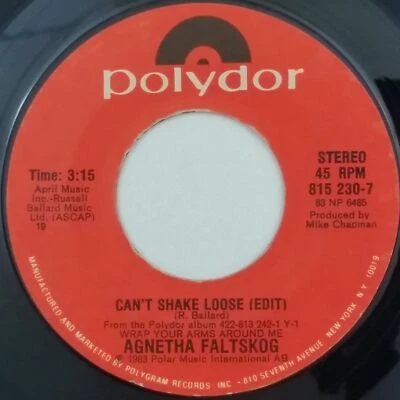 polydor
Time: 3:15
April Music
Inc.-Russall
Ballard Music
Ltd. (ASCAP)
19
STEREO
45 RPM
815 230-7
83 NP 6485
Produced by
Mike Chapman
CAN'T SHAKE LOOSE (EDIT)
(R. Ballard)
From the Polydor album 422-813 242-1 Y-1
WRAP YOUR ARMS AROUND ME
AGNETHA FALTSKOG
℗ 1983 Polar Music International AB
MANUFACTURED AND MARKETED BY POLYGRAM RECORDS INC • 810 SEVENTH AVENUE, NEW YORK, N Y 10019